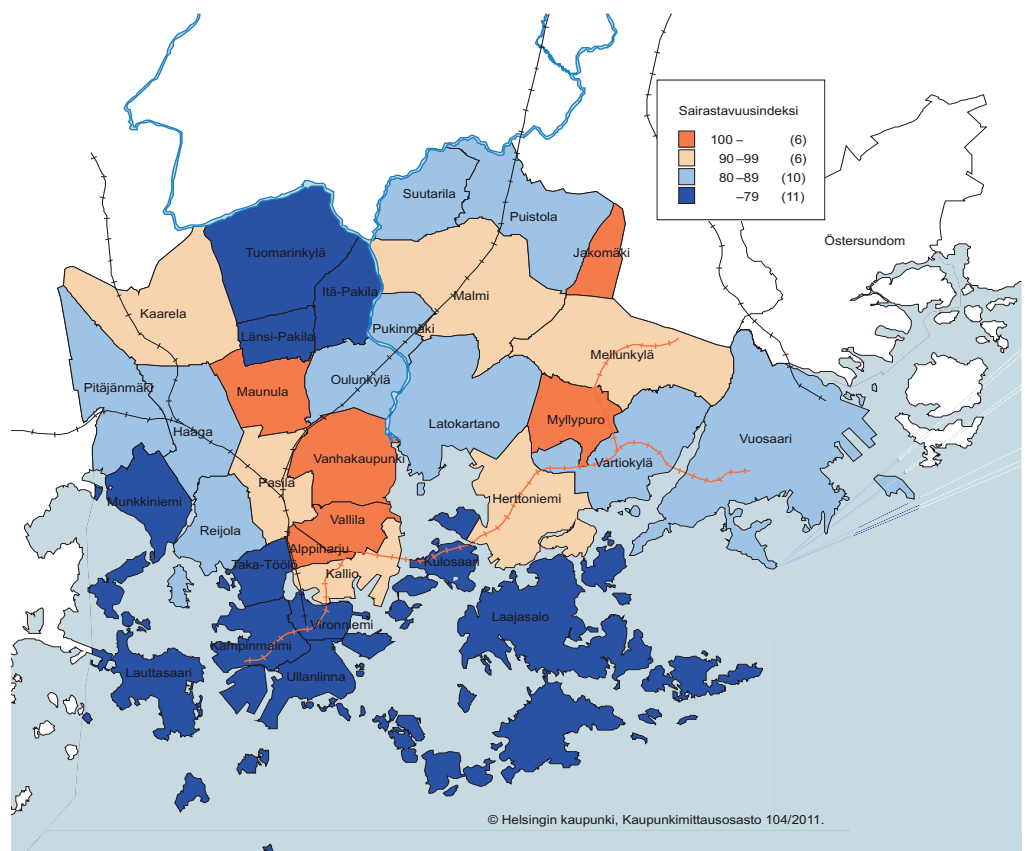 Sairastavuusindeksi
100 – (6)
90 –99 (6)
80 –89 (10)
–79 (11)
Suutarila
Puistola
Östersundom
Tuomarinkylä
Jakomäki
Itä-Pakila
Malmi
Kaarela
Pukinmäki
Länsi-Pakila
Mellunkylä
Oulunkylä
Pitäjänmäki
Maunula
Latokartano
Myllypuro
Haaga
Vuosaari
Vanhakaupunki
Vartiokylä
Pasila
Munkkiniemi
Herttoniemi
Vallila
Reijola
Alppiharju
Kulosaari
Taka-Töölö
Kallio
Laajasalo
Vironniemi
Kampinmalmi
Lauttasaari
Ullanlinna
© Helsingin kaupunki, Kaupunkimittausosasto 104/2011.